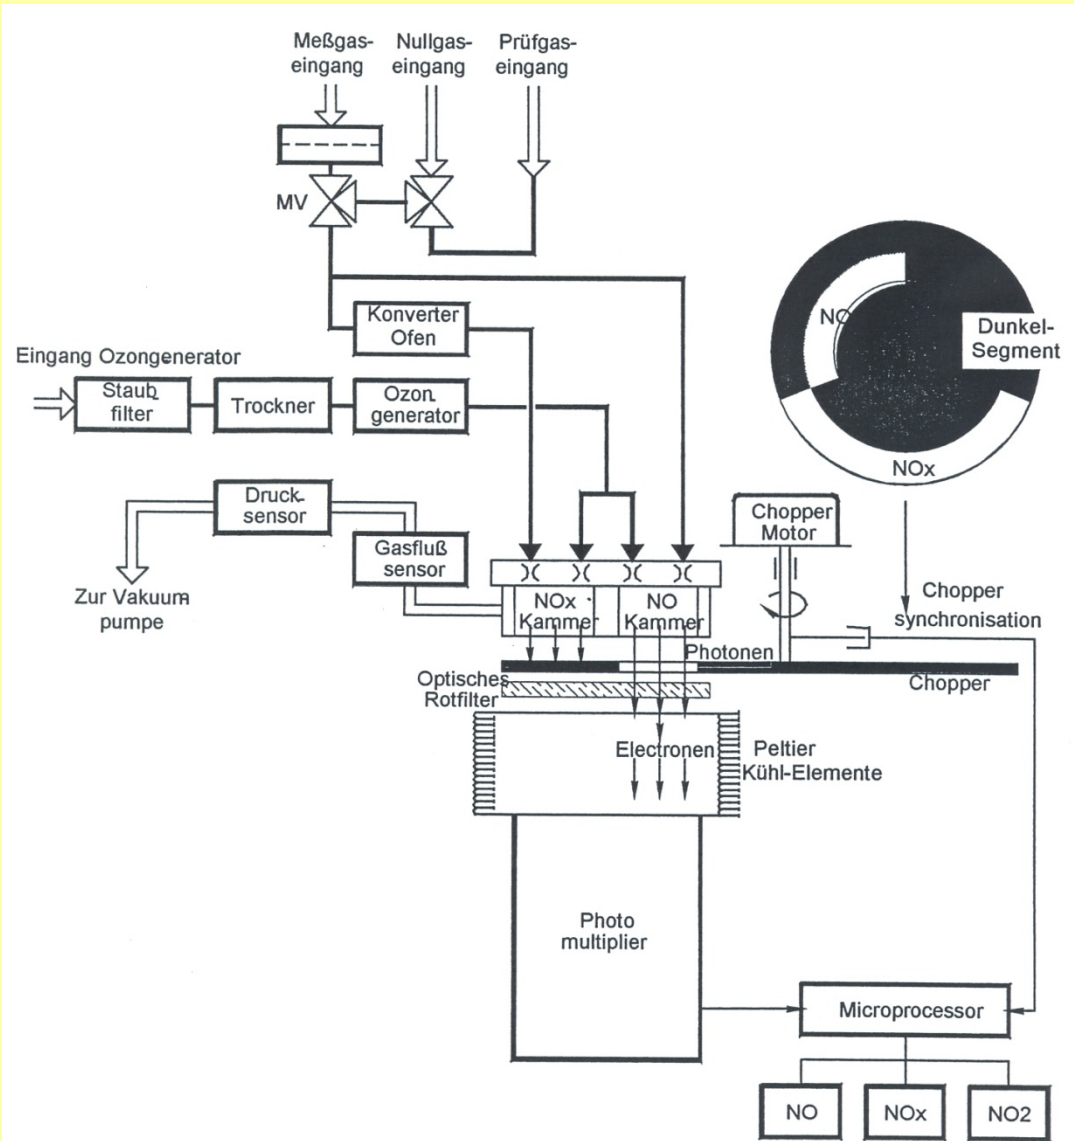 Meßgas-
eingang
Nullgas-
eingang
Prüfgas-
eingang
MV
Konverter
Ofen
NO
Dunkel-
Segment
NOx
Eingang Ozongenerator
Staub
filter
Trockner
Ozon
generator
Druck-
sensor
Gasfluß
sensor
Chopper
Motor
Zur Vakuum
pumpe
NOx
Kammer
NO
Kammer
Chopper
synchronisation
Photonen
Optisches
Rotfilter
Chopper
Electronen
Peltier
Kühl-Elemente
Photo
multiplier
Microprocessor
NO
NOx
NO2